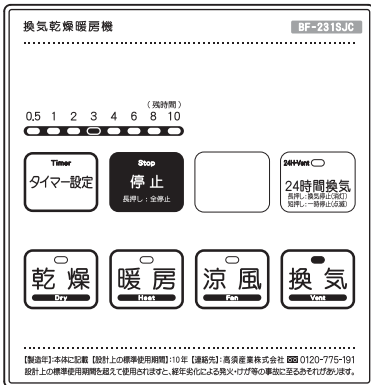 換気乾燥暖房機 BF-231SJC
(残時間)
0.5 1 2 3 4 6 8 10
Timer
タイマー設定
Stop
停止
長押し:全停止
24H-Vent
24時間換気
長押し:換気停止(消灯)
短押し:一時停止(点滅)
乾燥
Dry
暖房
Heat
涼風
Fan
換気
Vent
【製造年】:本体に記載 【設計上の標準使用期間】:10年 【連絡先】:高須産業株式会社 0120-775-191
設計上の標準使用期間を超えて使用されますと、経年劣化による発火・けが等の事故に至るおそれがあります。